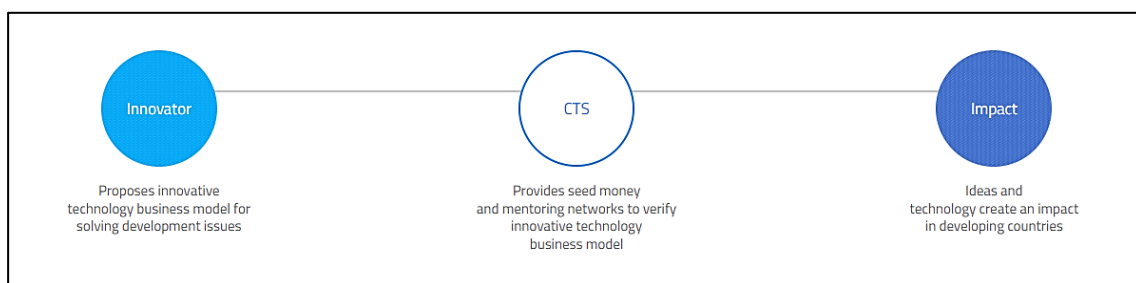 Innovator
Proposes innovative
technology business model for
solving development issues
CTS
Provides seed money
and mentoring networks to verify
innovative technology
business model
Impact
Ideas and
technology create an impact
in developing countries